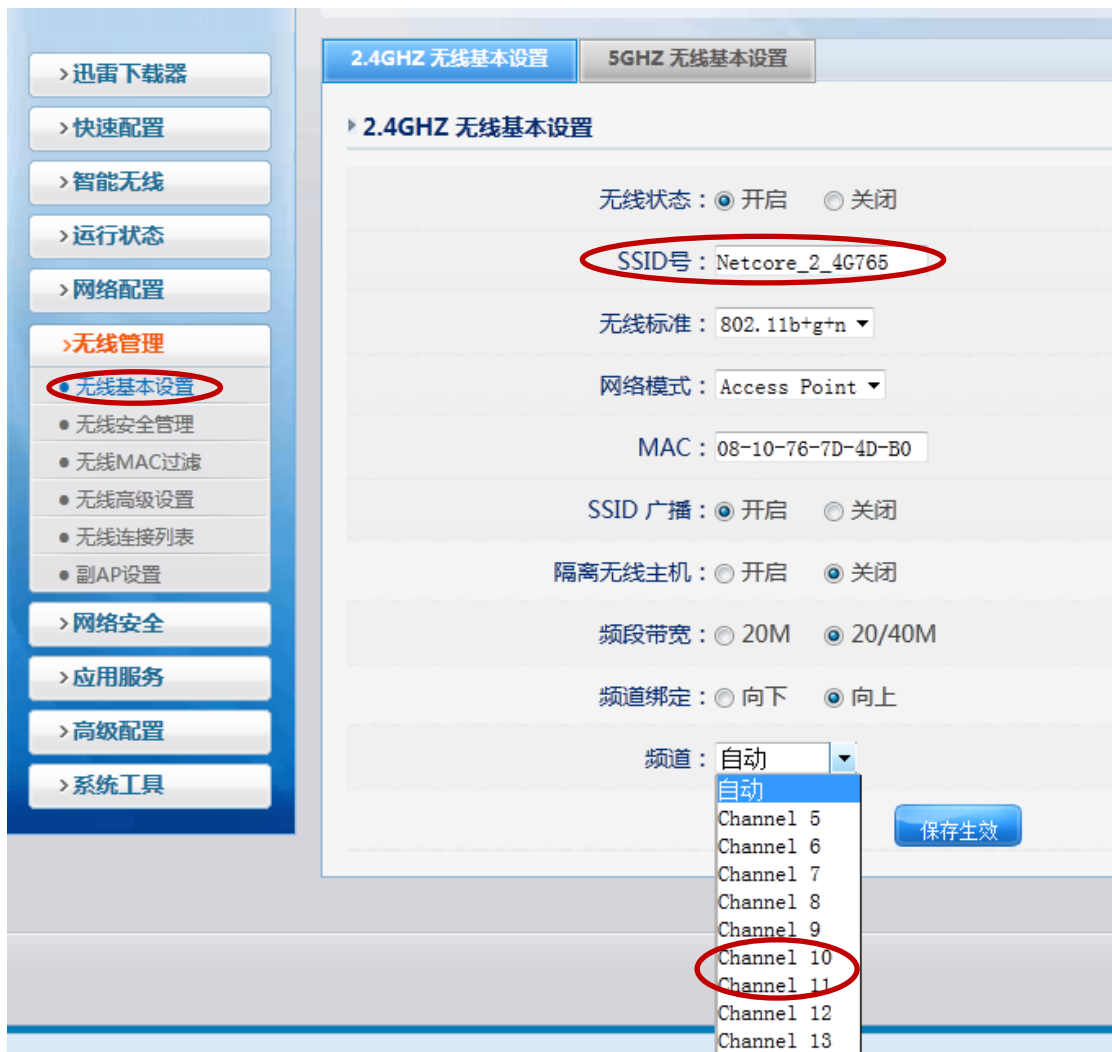 >迅雷下载器
>快速配置
>智能无线
>运行状态
>网络配置
>无线管理
● 无线基本设置
● 无线安全管理
● 无线MAC过滤
● 无线高级设置
● 无线连接列表
● 副AP设置
>网络安全
>应用服务
>高级配置
>系统工具
2.4GHZ 无线基本设置
5GHZ 无线基本设置
2.4GHZ 无线基本设置
无线状态：开启 关闭
SSID号：Netcore_2_4G765
无线标准：802.11b+g+n
网络模式：Access Point
MAC：08-10-76-7D-4D-B0
SSID 广播：开启 关闭
隔离无线主机：开启 关闭
频段带宽：20M 20/40M
频道绑定：向下 向上
频道：自动
自动
Channel 5
Channel 6
Channel 7
Channel 8
Channel 9
Channel 10
Channel 11
Channel 12
Channel 13
保存生效